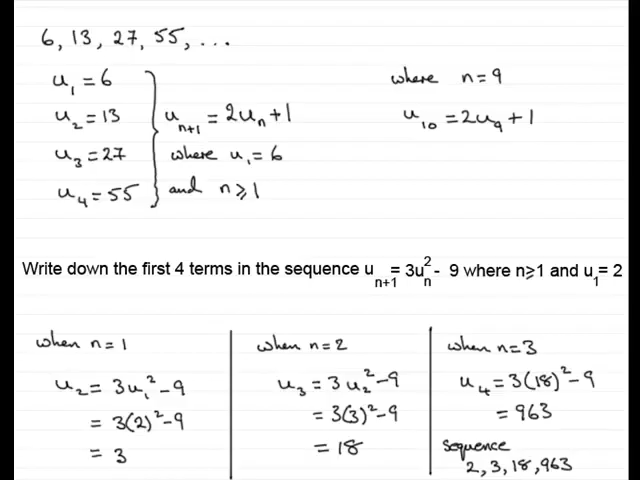 6, 13, 27, 55, ...
u₁ = 6
u₂ = 13
u₃ = 27
u₄ = 55
uₙ₊₁ = 2uₙ + 1
where u₁ = 6
and n ⩾ 1
where n = 9
u₁₀ = 2u₉ + 1
Write down the first 4 terms in the sequence uₙ₊₁ = 3uₙ² - 9 where n⩾1 and u₁= 2
when n = 1
u₂ = 3u₁² - 9
= 3(2)² - 9
= 3
when n = 2
u₃ = 3u₂² - 9
= 3(3)² - 9
= 18
when n = 3
u₄ = 3(18)² - 9
= 963
sequence
2, 3, 18, 963